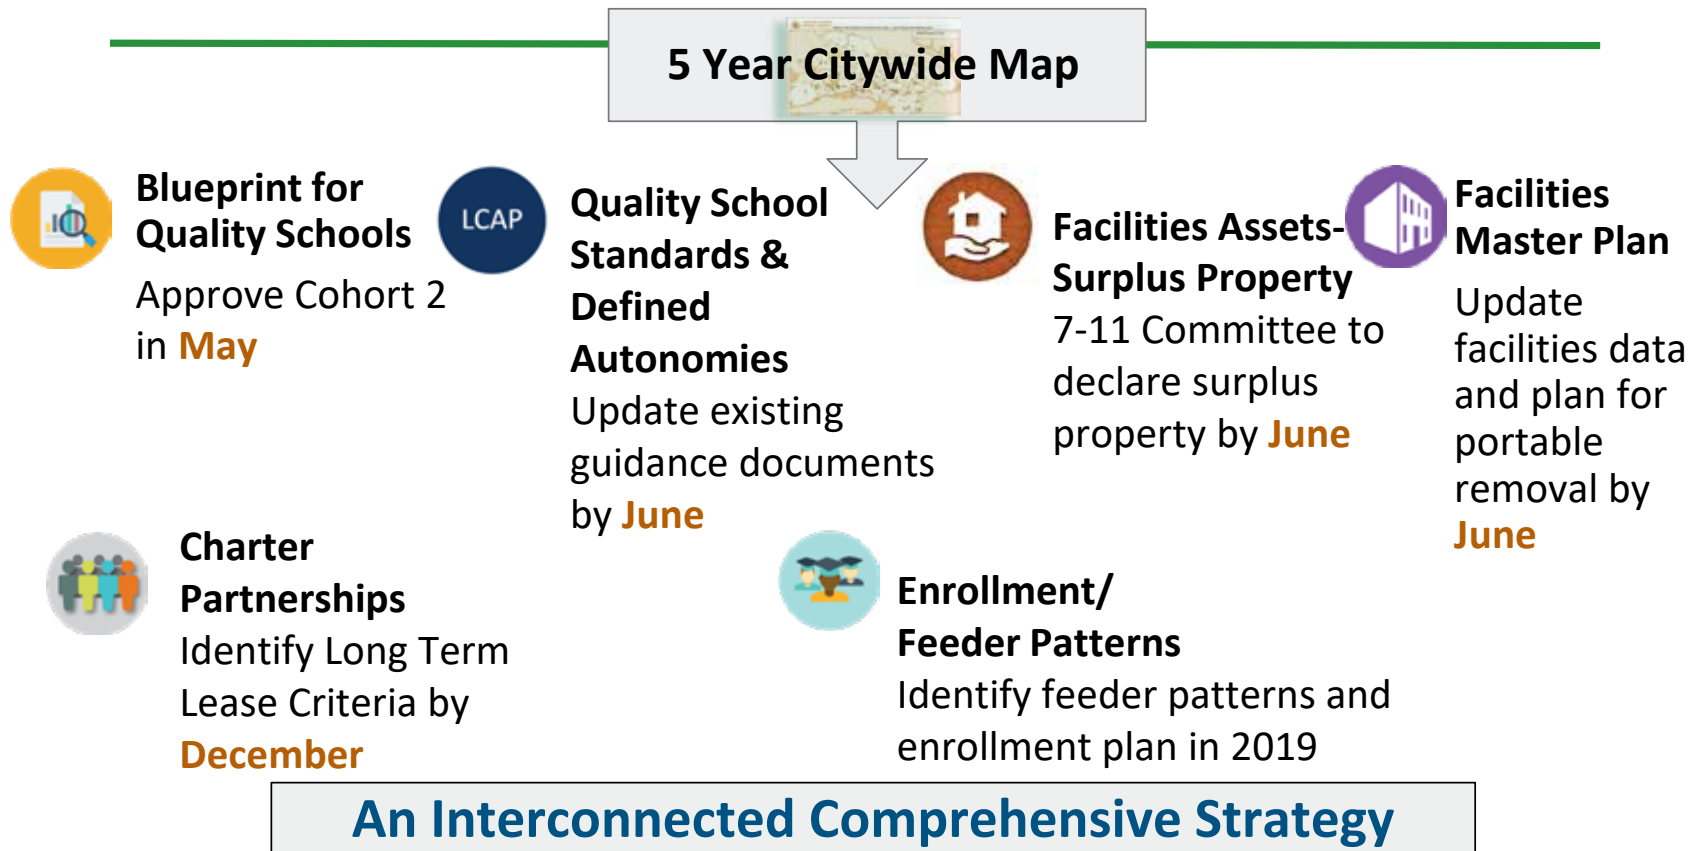 5 Year Citywide Map
Blueprint for
Quality Schools
Approve Cohort 2
in May
LCAP
Quality School
Standards &
Defined
Autonomies
Update existing
guidance documents
by June
Facilities Assets-
Surplus Property
7-11 Committee to
declare surplus
property by June
Facilities
Master Plan
Update
facilities data
and plan for
portable
removal by
June
Charter
Partnerships
Identify Long Term
Lease Criteria by
December
Enrollment/
Feeder Patterns
Identify feeder patterns and
enrollment plan in 2019
An Interconnected Comprehensive Strategy